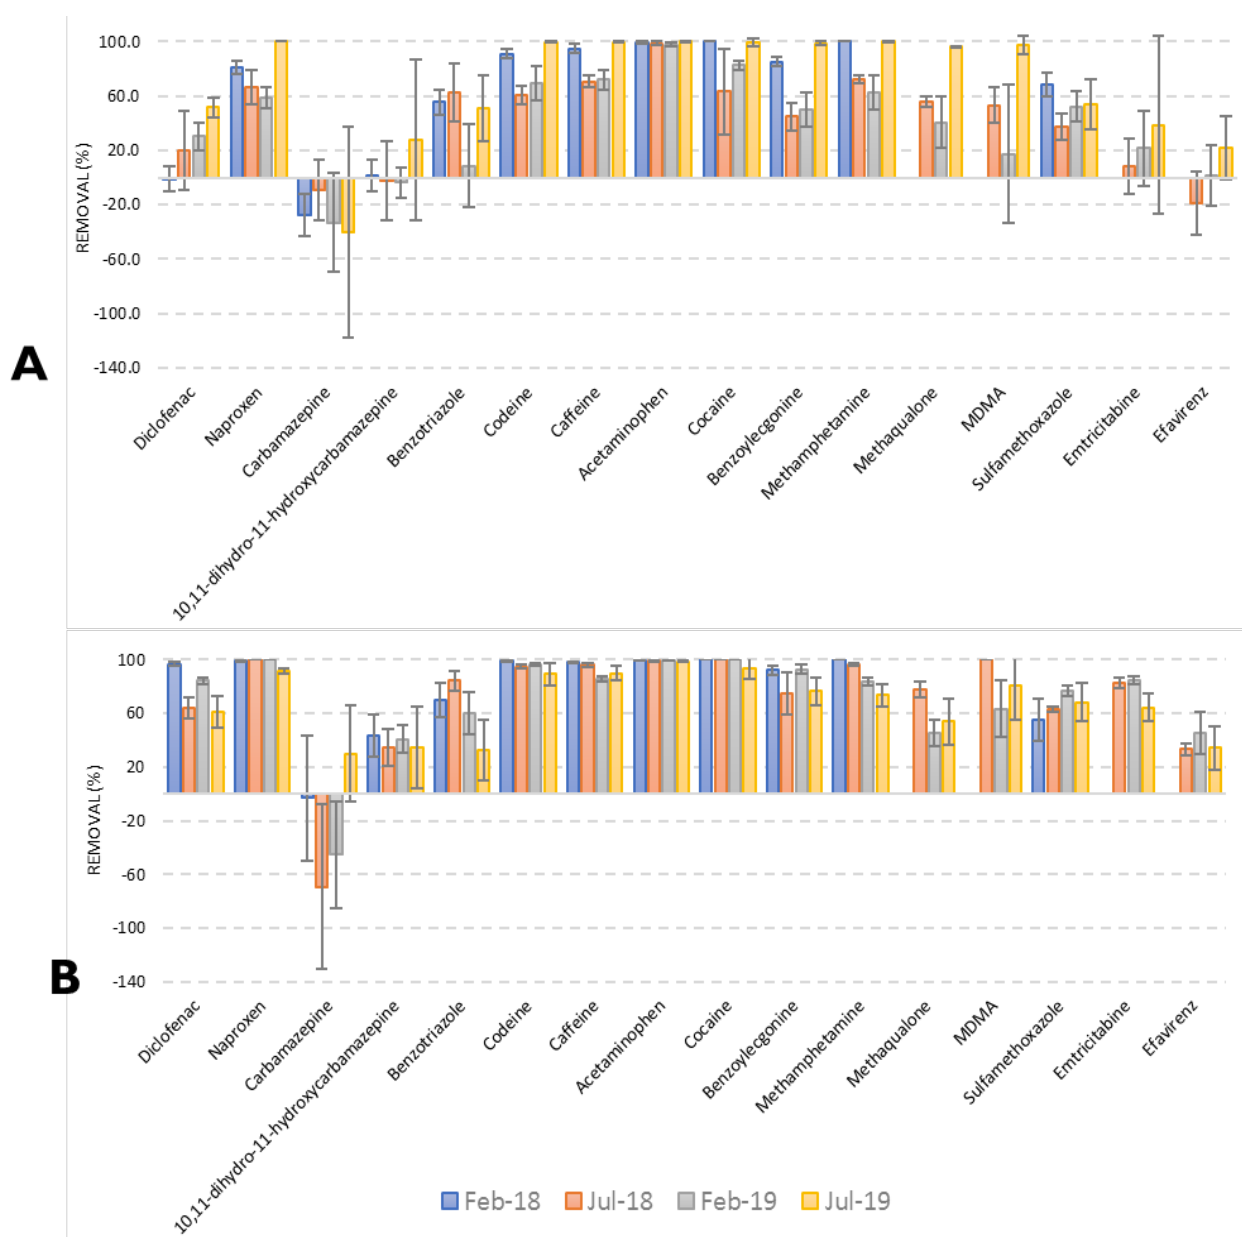 100.0
60.0
20.0
-20.0
-60.0
-100.0
-140.0
REMOVAL (%)
A
Diclofenac
Naproxen
Carbamazepine
10,11-dihydro-11-hydroxycarbamazepine
Benzotriazole
Codeine
Caffeine
Acetaminophen
Cocaine
Benzoylecgonine
Methamphetamine
Methaqualone
MDMA
Sulfamethoxazole
Emtricitabine
Efavirenz
100
60
20
-20
-60
-100
-140
REMOVAL (%)
B
Diclofenac
Naproxen
Carbamazepine
10,11-dihydro-11-hydroxycarbamazepine
Benzotriazole
Codeine
Caffeine
Acetaminophen
Cocaine
Benzoylecgonine
Methamphetamine
Methaqualone
MDMA
Sulfamethoxazole
Emtricitabine
Efavirenz
Feb-18 Jul-18 Feb-19 Jul-19